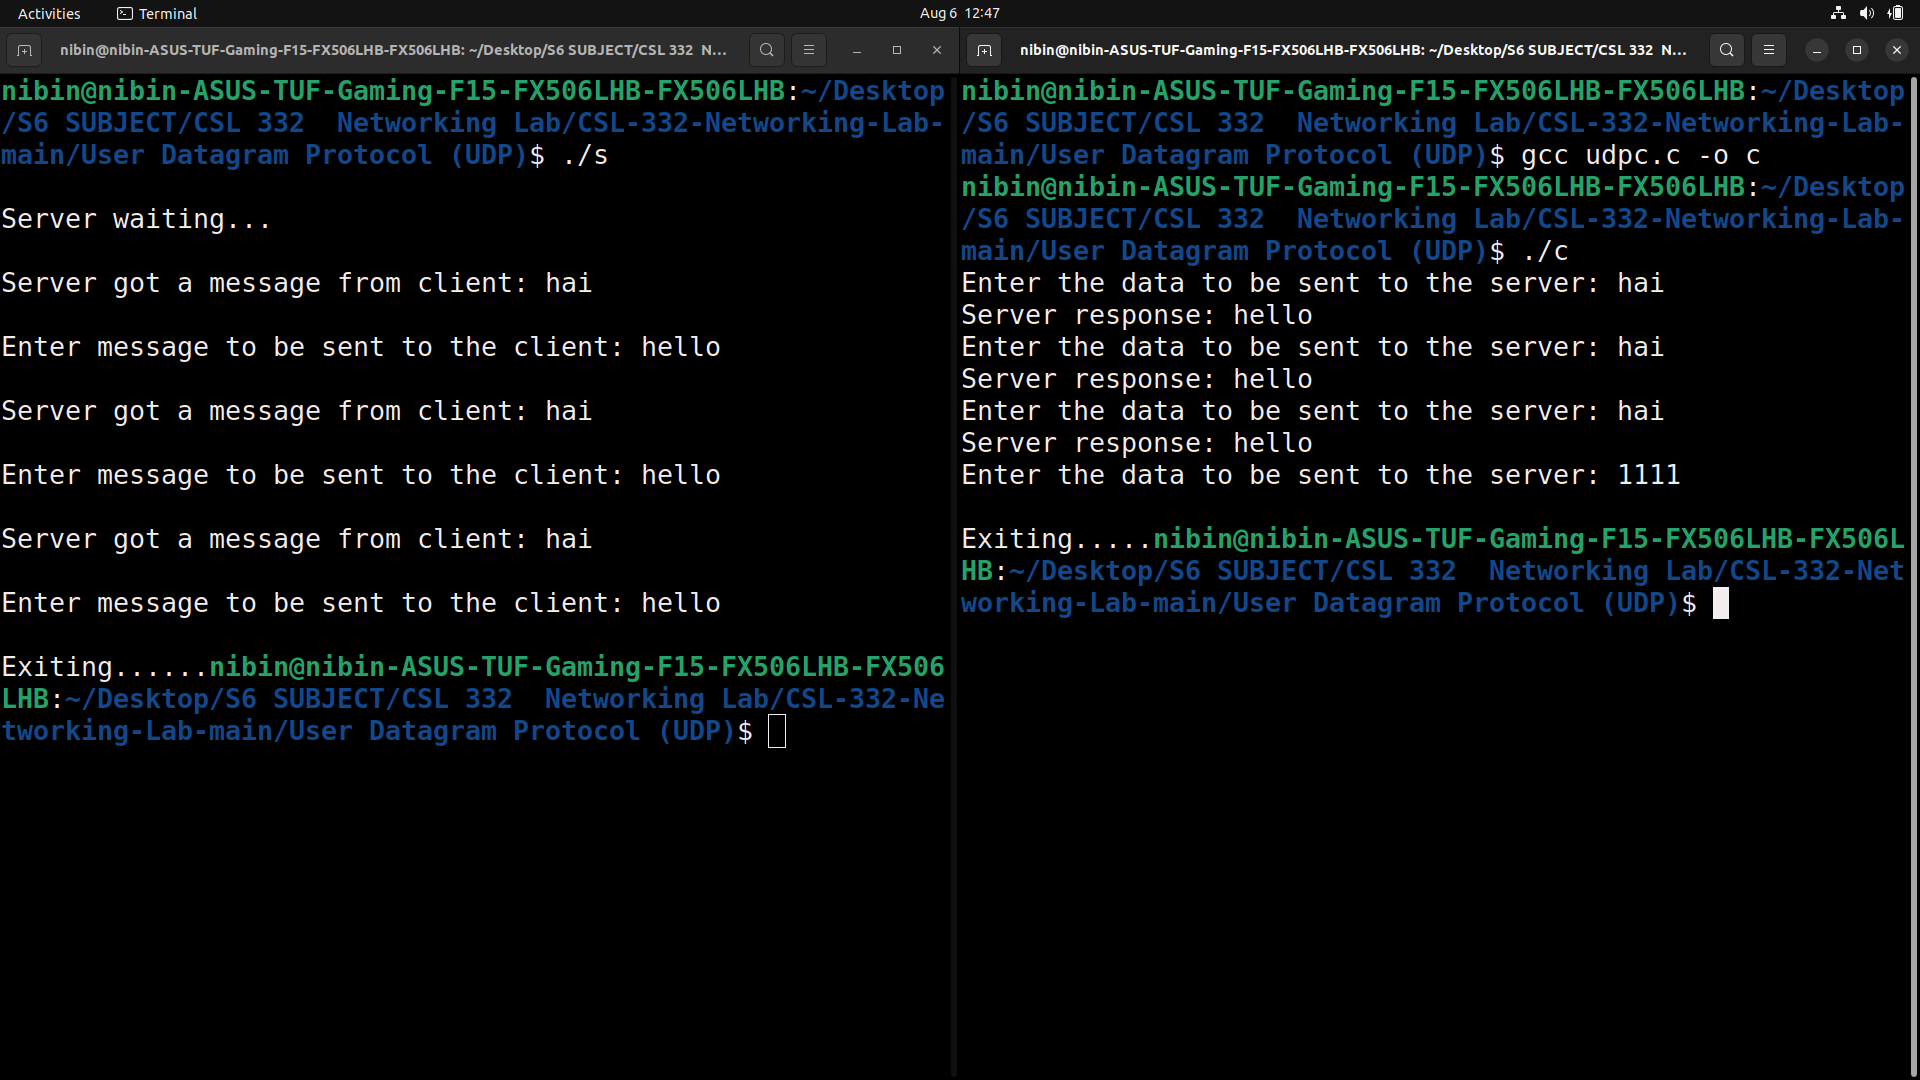 Activities Terminal Aug 6 12:47
nibin@nibin-ASUS-TUF-Gaming-F15-FX506LHB-FX506LHB: ~/Desktop/S6 SUBJECT/CSL 332  N...
nibin@nibin-ASUS-TUF-Gaming-F15-FX506LHB-FX506LHB:~/Desktop
/S6 SUBJECT/CSL 332  Networking Lab/CSL-332-Networking-Lab-
main/User Datagram Protocol (UDP)$ ./s
Server waiting...
Server got a message from client: hai
Enter message to be sent to the client: hello
Server got a message from client: hai
Enter message to be sent to the client: hello
Server got a message from client: hai
Enter message to be sent to the client: hello
Exiting......nibin@nibin-ASUS-TUF-Gaming-F15-FX506LHB-FX506
LHB:~/Desktop/S6 SUBJECT/CSL 332  Networking Lab/CSL-332-Ne
tworking-Lab-main/User Datagram Protocol (UDP)$
nibin@nibin-ASUS-TUF-Gaming-F15-FX506LHB-FX506LHB: ~/Desktop/S6 SUBJECT/CSL 332  N...
nibin@nibin-ASUS-TUF-Gaming-F15-FX506LHB-FX506LHB:~/Desktop
/S6 SUBJECT/CSL 332  Networking Lab/CSL-332-Networking-Lab-
main/User Datagram Protocol (UDP)$ gcc udpc.c -o c
nibin@nibin-ASUS-TUF-Gaming-F15-FX506LHB-FX506LHB:~/Desktop
/S6 SUBJECT/CSL 332  Networking Lab/CSL-332-Networking-Lab-
main/User Datagram Protocol (UDP)$ ./c
Enter the data to be sent to the server: hai
Server response: hello
Enter the data to be sent to the server: hai
Server response: hello
Enter the data to be sent to the server: hai
Server response: hello
Enter the data to be sent to the server: 1111
Exiting.....nibin@nibin-ASUS-TUF-Gaming-F15-FX506LHB-FX506L
HB:~/Desktop/S6 SUBJECT/CSL 332  Networking Lab/CSL-332-Net
working-Lab-main/User Datagram Protocol (UDP)$